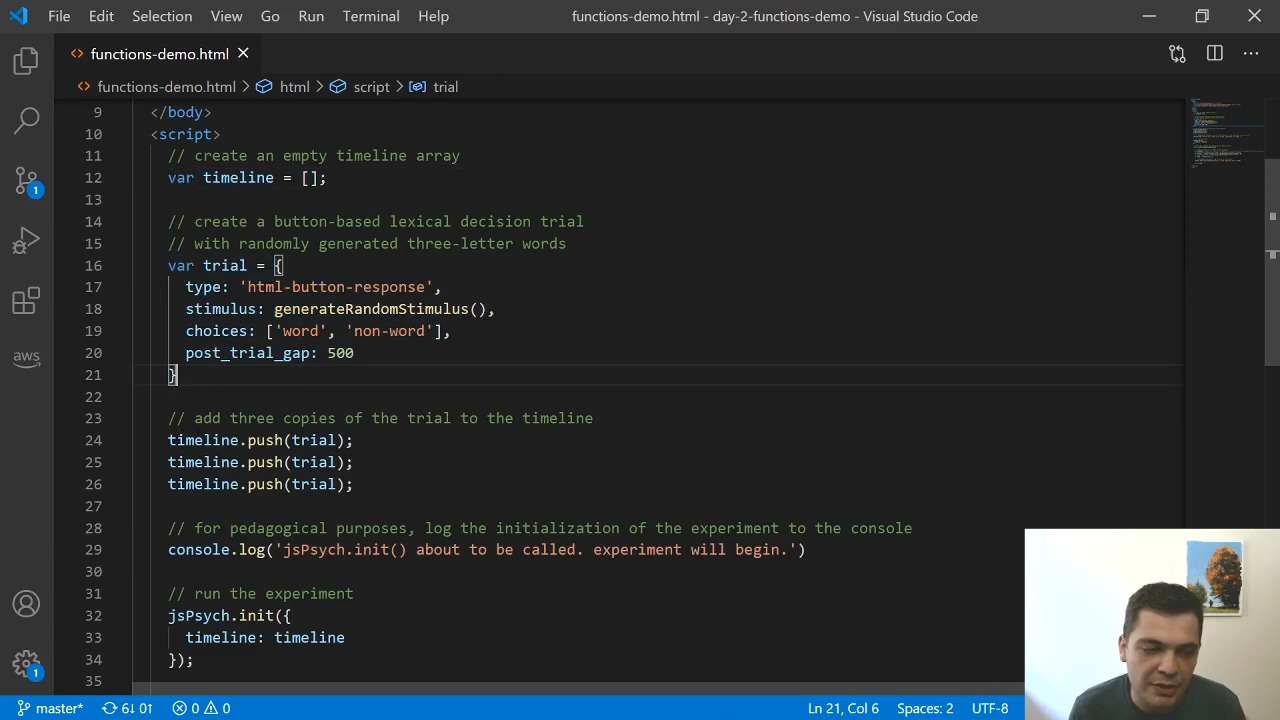 File Edit Selection View Go Run Terminal Help functions-demo.html - day-2-functions-demo - Visual Studio Code
functions-demo.html
functions-demo.html > html > script > trial
9 </body>
10 <script>
11 // create an empty timeline array
12 var timeline = [];
13
14 // create a button-based lexical decision trial
15 // with randomly generated three-letter words
16 var trial = {
17 type: 'html-button-response',
18 stimulus: generateRandomStimulus(),
19 choices: ['word', 'non-word'],
20 post_trial_gap: 500
21 }
22
23 // add three copies of the trial to the timeline
24 timeline.push(trial);
25 timeline.push(trial);
26 timeline.push(trial);
27
28 // for pedagogical purposes, log the initialization of the experiment to the console
29 console.log('jsPsych.init() about to be called. experiment will begin.')
30
31 // run the experiment
32 jsPsych.init({
33 timeline: timeline
34 });
35
1
aws
1
master* 6↓ 0↑ 0 0 Ln 21, Col 6 Spaces: 2 UTF-8